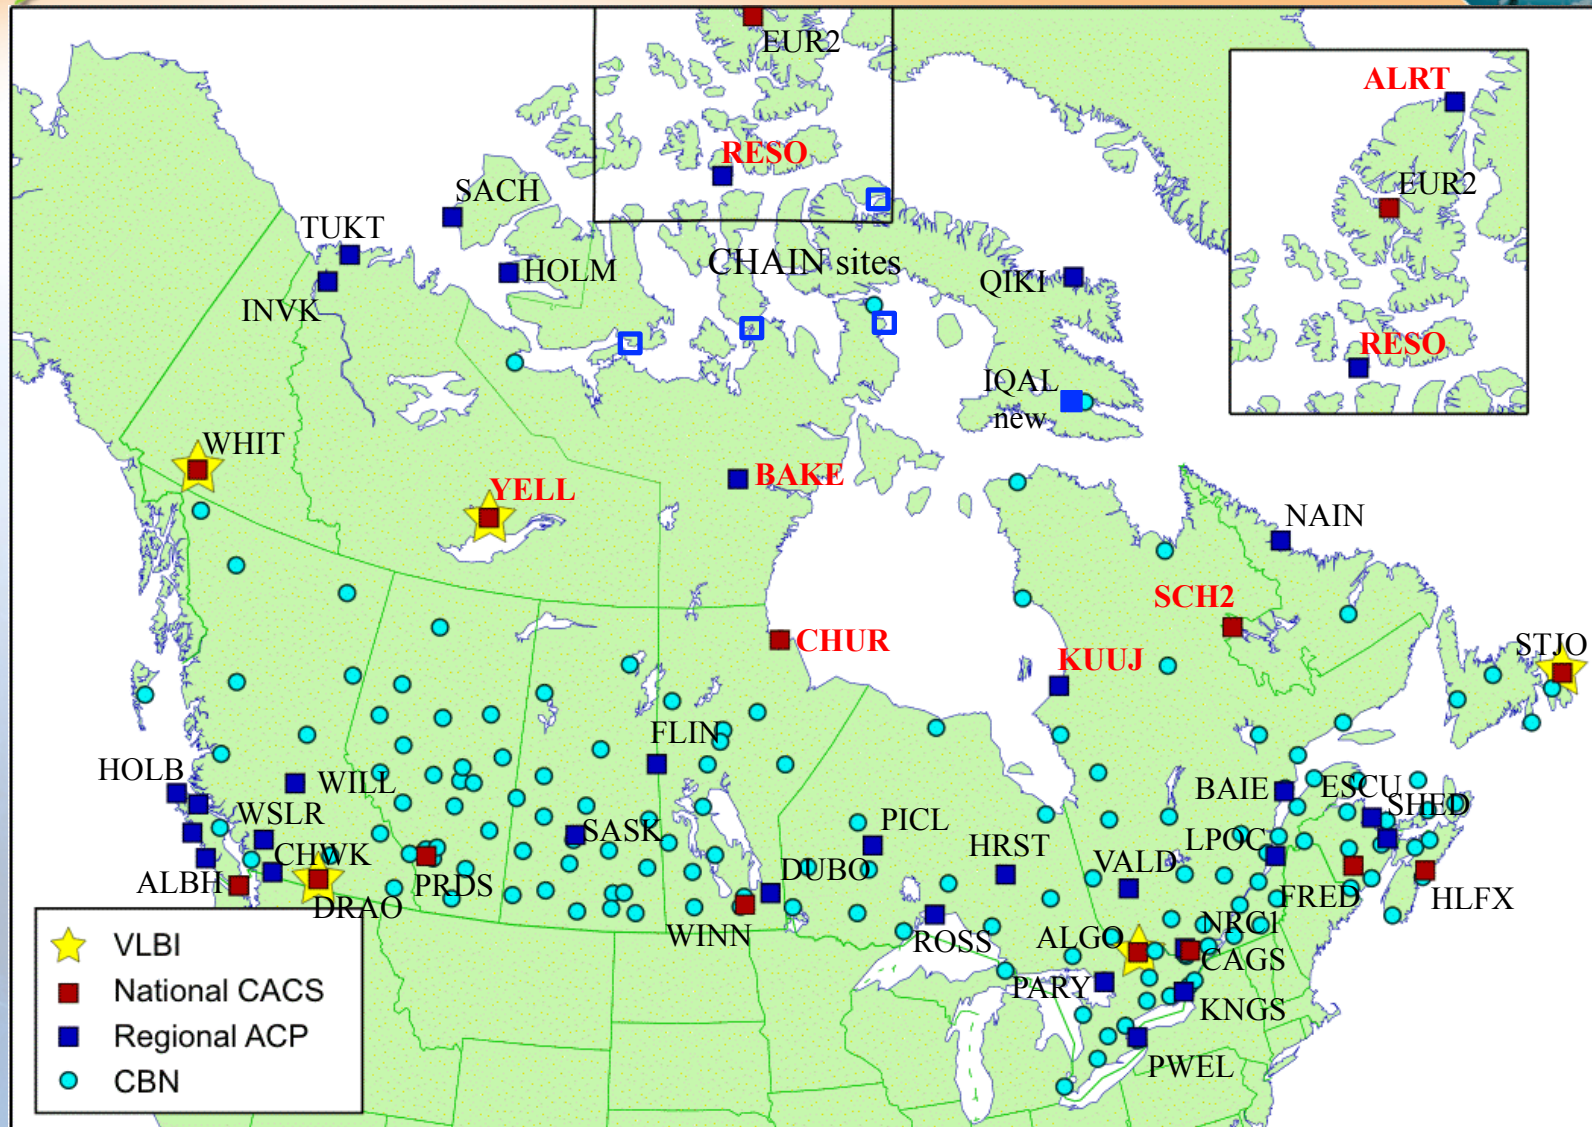 EUR2
ALRT
RESO
EUR2
SACH
TUKT
CHAIN sites
HOLM
QIKI
INVK
RESO
IQAL
new
WHIT
BAKE
YELL
NAIN
SCH2
CHUR
STJO
KUUJ
FLIN
HOLB
WILL
BAIE
ESCU
SHED
WSLR
SASK
PICL
HRST
LPOC
CHWK
VALD
DUBO
ALBH
PRDS
FRED
HLFX
DRAO
NRC1
WINN
ROSS
ALGO
CAGS
PARY
KNGS
PWEL
VLBI
National CACS
Regional ACP
CBN